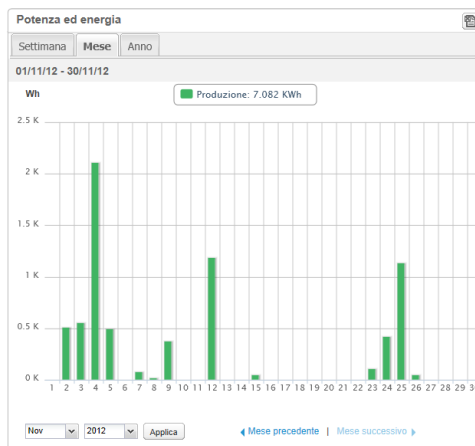 Potenza ed energia
Settimana Mese Anno
01/11/12 - 30/11/12
Wh
Produzione: 7.082 KWh
2.5 K
2 K
1.5 K
1 K
0.5 K
0 K
1 2 3 4 5 6 7 8 9 10 11 12 13 14 15 16 17 18 19 20 21 22 23 24 25 26 27 28 29
Nov 2012 Applica Mese precedente | Mese successivo